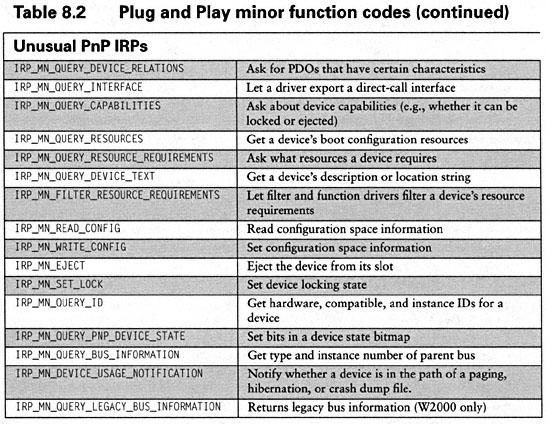 Table 8.2 Plug and Play minor function codes (continued)
Unusual PnP IRPs
IRP_MN_QUERY_DEVICE_RELATIONS Ask for PDOs that have certain characteristics
IRP_MN_QUERY_INTERFACE Let a driver export a direct-call interface
IRP_MN_QUERY_CAPABILITIES Ask about device capabilities (e.g., whether it can be
locked or ejected)
IRP_MN_QUERY_RESOURCES Get a device's boot configuration resources
IRP_MN_QUERY_RESOURCE_REQUIREMENTS Ask what resources a device requires
IRP_MN_QUERY_DEVICE_TEXT Get a device's description or location string
IRP_MN_FILTER_RESOURCE_REQUIREMENTS Let filter and function drivers filter a device's resource
requirements
IRP_MN_READ_CONFIG Read configuration space information
IRP_MN_WRITE_CONFIG Set configuration space information
IRP_MN_EJECT Eject the device from its slot
IRP_MN_SET_LOCK Set device locking state
IRP_MN_QUERY_ID Get hardware, compatible, and instance IDs for a
device
IRP_MN_QUERY_PNP_DEVICE_STATE Set bits in a device state bitmap
IRP_MN_QUERY_BUS_INFORMATION Get type and instance number of parent bus
IRP_MN_DEVICE_USAGE_NOTIFICATION Notify whether a device is in the path of a paging,
hibernation, or crash dump file.
IRP_MN_QUERY_LEGACY_BUS_INFORMATION Returns legacy bus information (W2000 only)